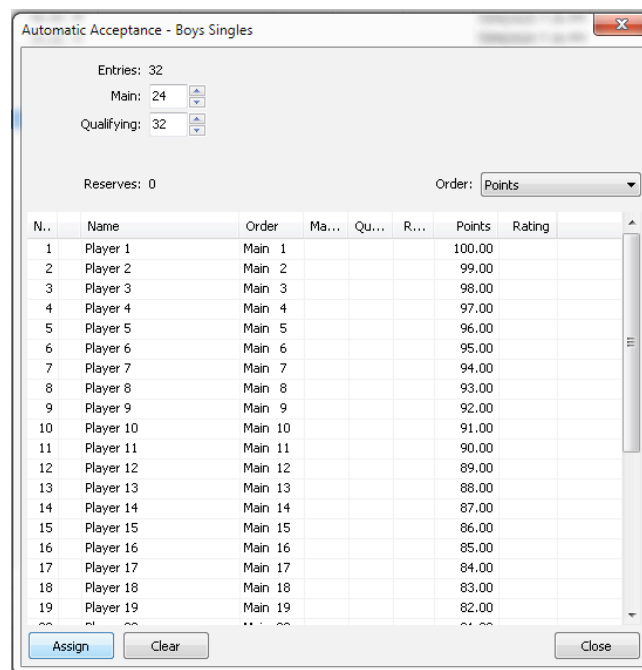 Automatic Acceptance - Boys Singles
Entries: 32
Main: 24
Qualifying: 32
Reserves: 0 Order: Points
N.. Name Order Ma... Qu... R... Points Rating
1 Player 1 Main 1 100.00
2 Player 2 Main 2 99.00
3 Player 3 Main 3 98.00
4 Player 4 Main 4 97.00
5 Player 5 Main 5 96.00
6 Player 6 Main 6 95.00
7 Player 7 Main 7 94.00
8 Player 8 Main 8 93.00
9 Player 9 Main 9 92.00
10 Player 10 Main 10 91.00
11 Player 11 Main 11 90.00
12 Player 12 Main 12 89.00
13 Player 13 Main 13 88.00
14 Player 14 Main 14 87.00
15 Player 15 Main 15 86.00
16 Player 16 Main 16 85.00
17 Player 17 Main 17 84.00
18 Player 18 Main 18 83.00
19 Player 19 Main 19 82.00
Assign Clear Close